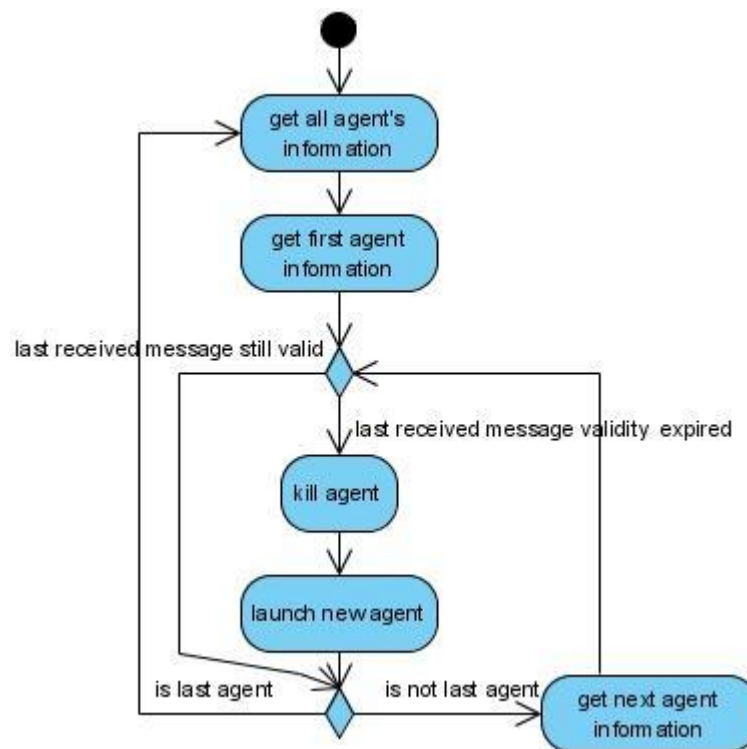 get all agent's
information
get first agent
information
last received message still valid
last received message validity expired
kill agent
launch new agent
is last agent
is not last agent
get next agent
information